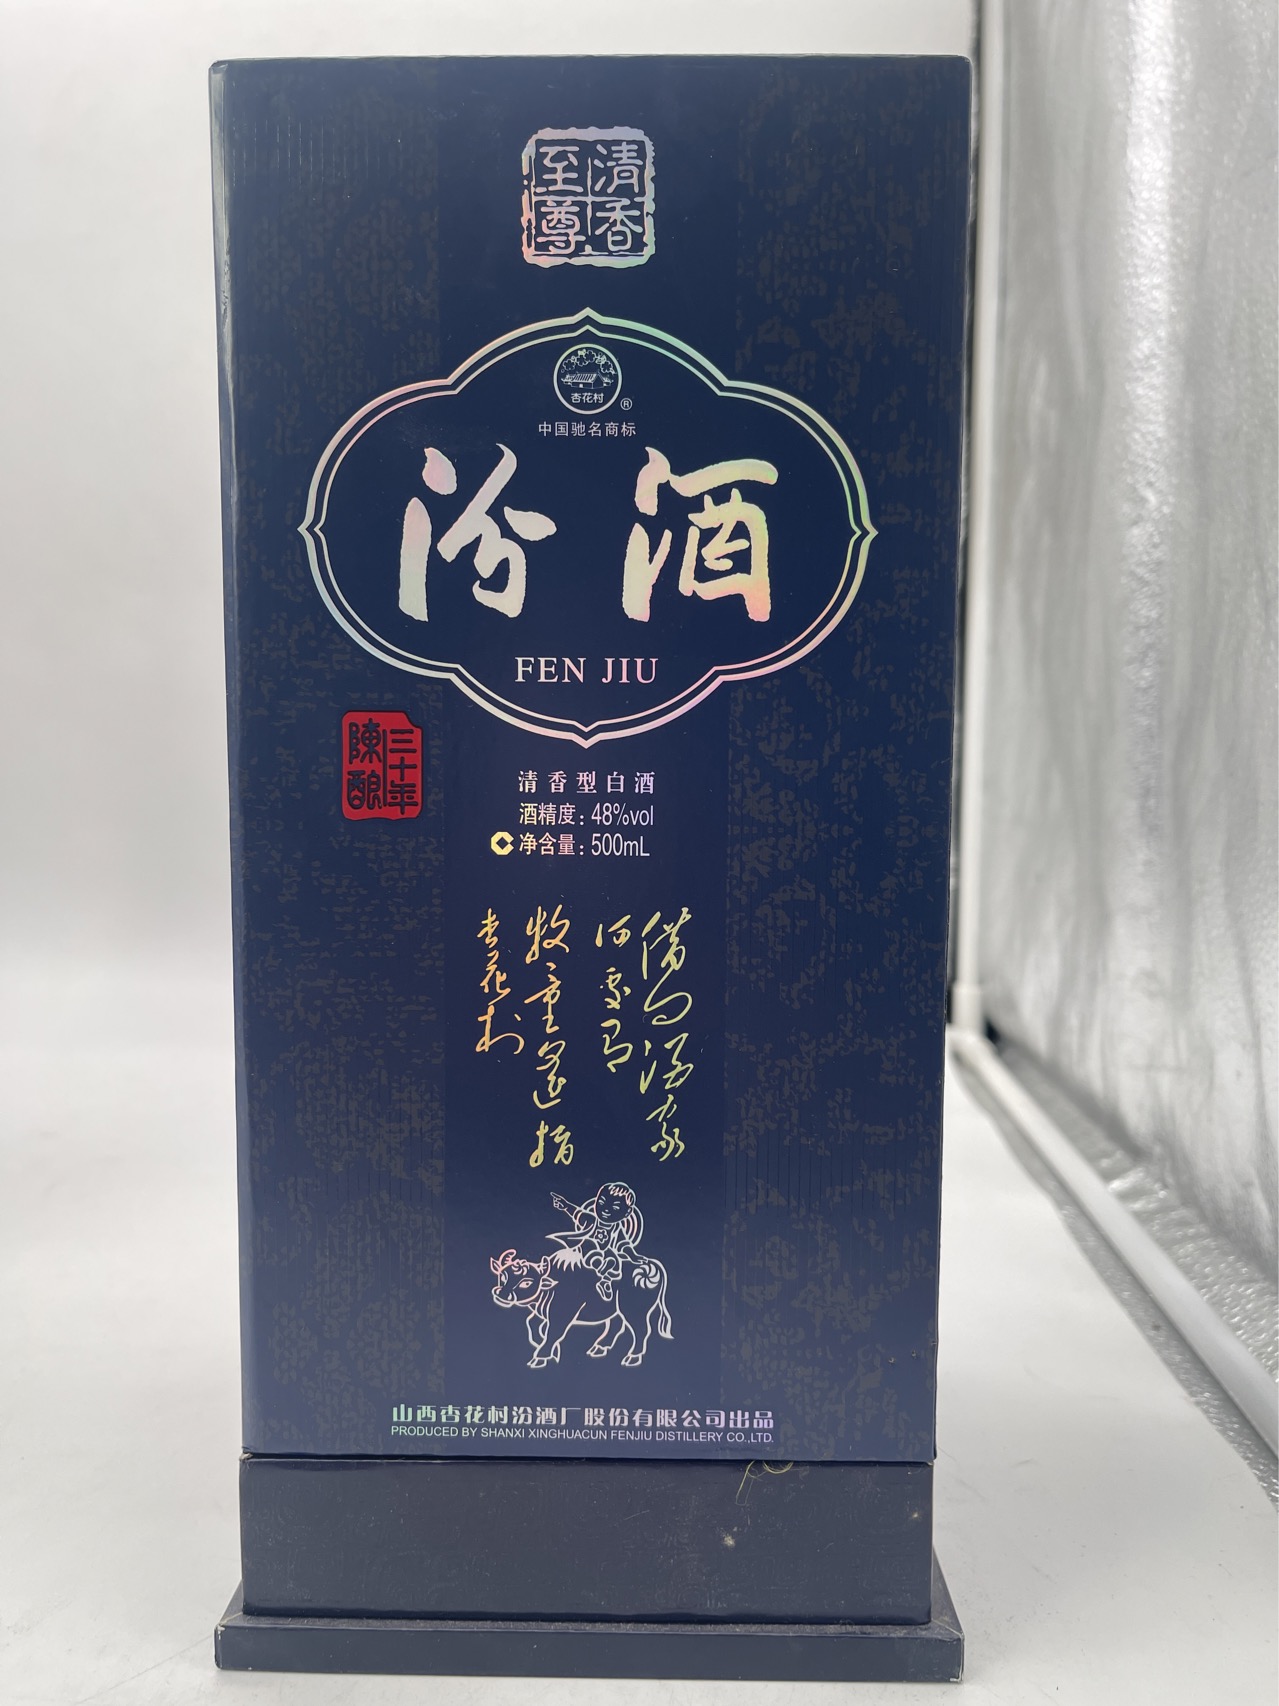 清香
至尊
杏花村
®
中国驰名商标
汾酒
FEN JIU
三十年
陳酿
清香型白酒
酒精度：48%vol
净含量：500mL
借问酒家
何处有
牧童遥指
杏花村
山西杏花村汾酒厂股份有限公司出品
PRODUCED BY SHANXI XINGHUACUN FENJIU DISTILLERY CO.,LTD.